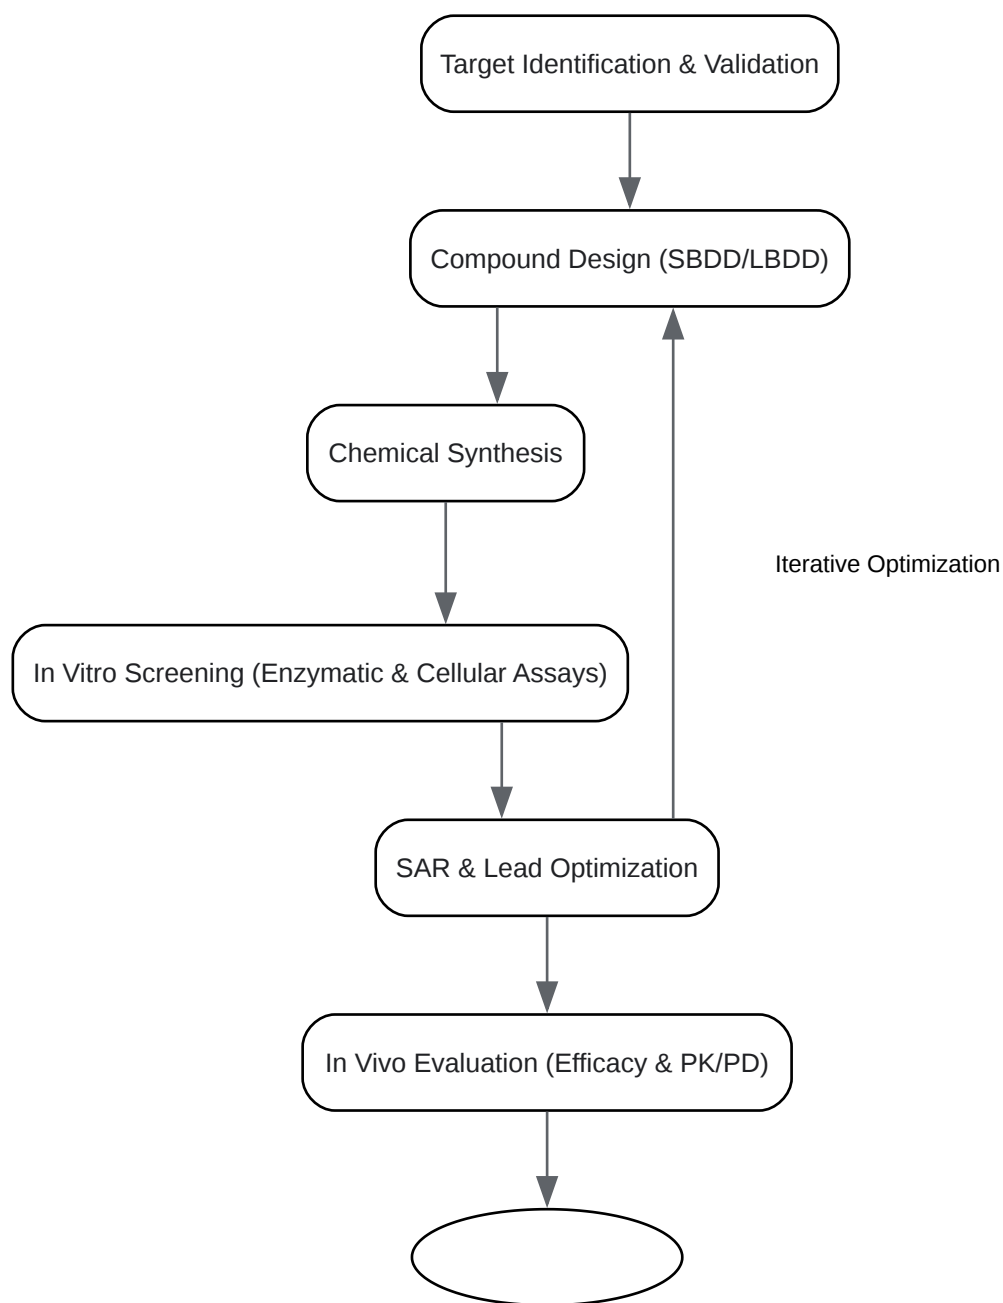 Target Identification & Validation
Compound Design (SBDD/LBDD)
Chemical Synthesis
Iterative Optimization
In Vitro Screening (Enzymatic & Cellular Assays)
SAR & Lead Optimization
In Vivo Evaluation (Efficacy & PK/PD)